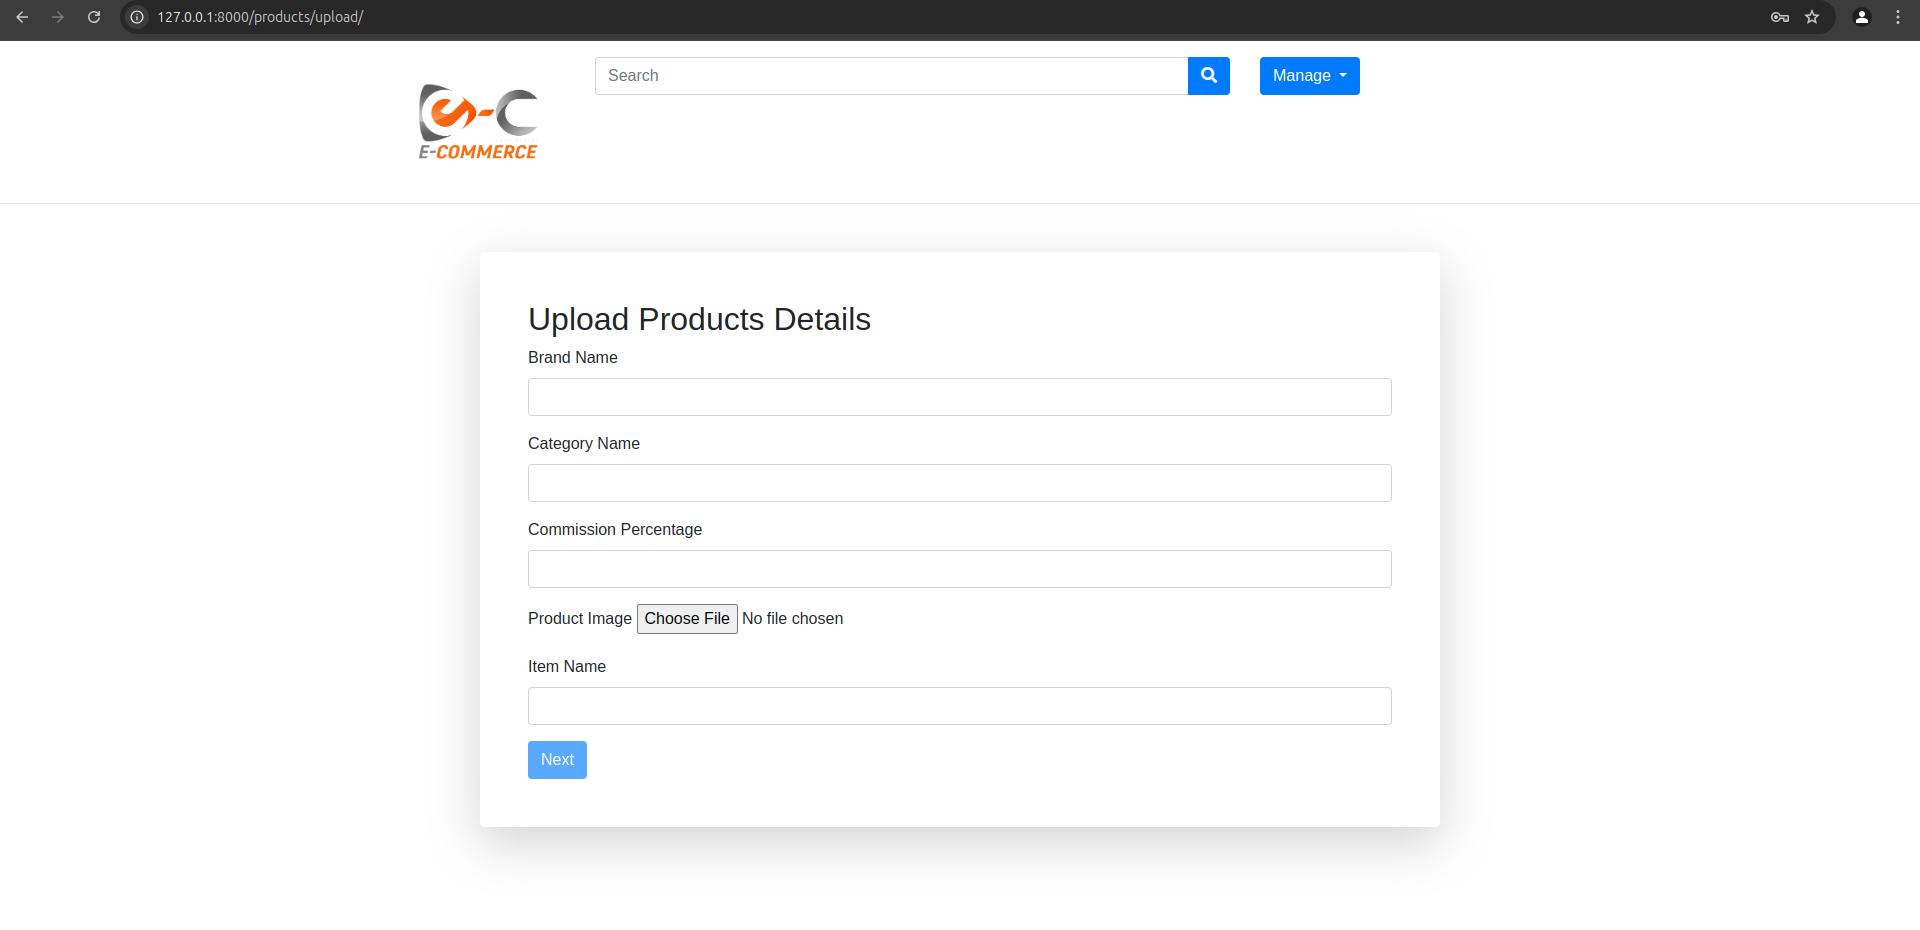 127.0.0.1:8000/products/upload/
Search
Manage
E-COMMERCE
Upload Products Details
Brand Name
Category Name
Commission Percentage
Product Image Choose File No file chosen
Item Name
Next